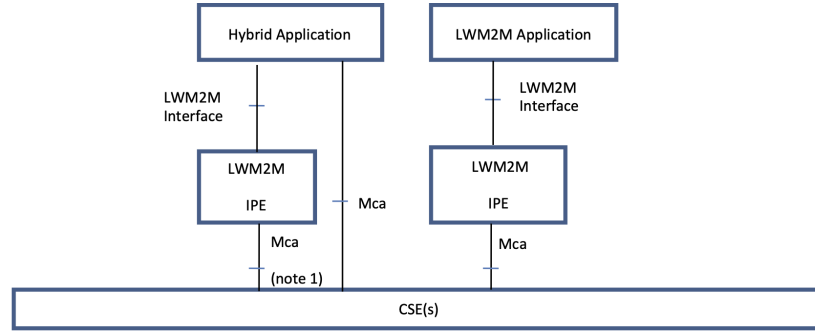 Hybrid Application
LWM2M Application
LWM2M
Interface
LWM2M
Interface
LWM2M
IPE
LWM2M
IPE
Mca
Mca
(note 1)
Mca
CSE(s)